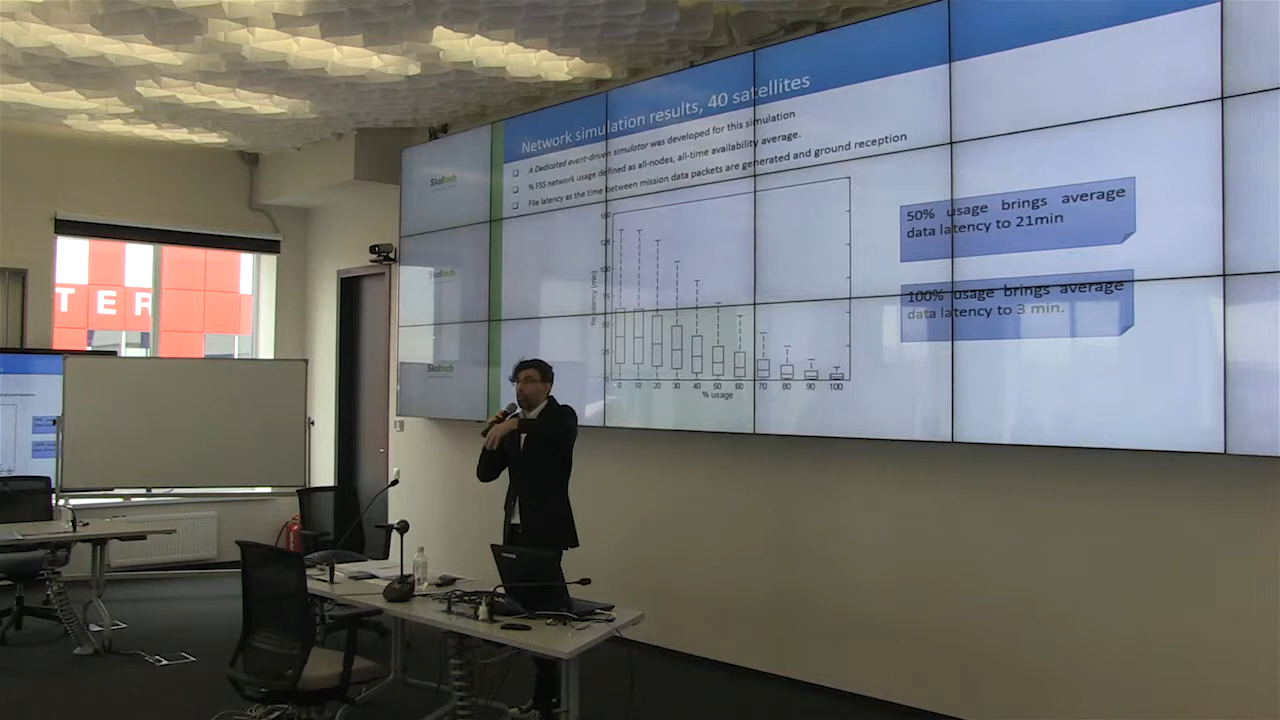 Network simulation results, 40 satellites
A Dedicated event-driven simulator was developed for this simulation
% FSS network usage defined as all-nodes, all-time availability average.
File latency as the time between mission data packets are generated and ground reception
Skoltech
Skoltech
Skoltech
50% usage brings average
data latency to 21min
100% usage brings average
data latency to 3 min.
0 10 20 30 40 50 60 70 80 90 100
% usage
TER